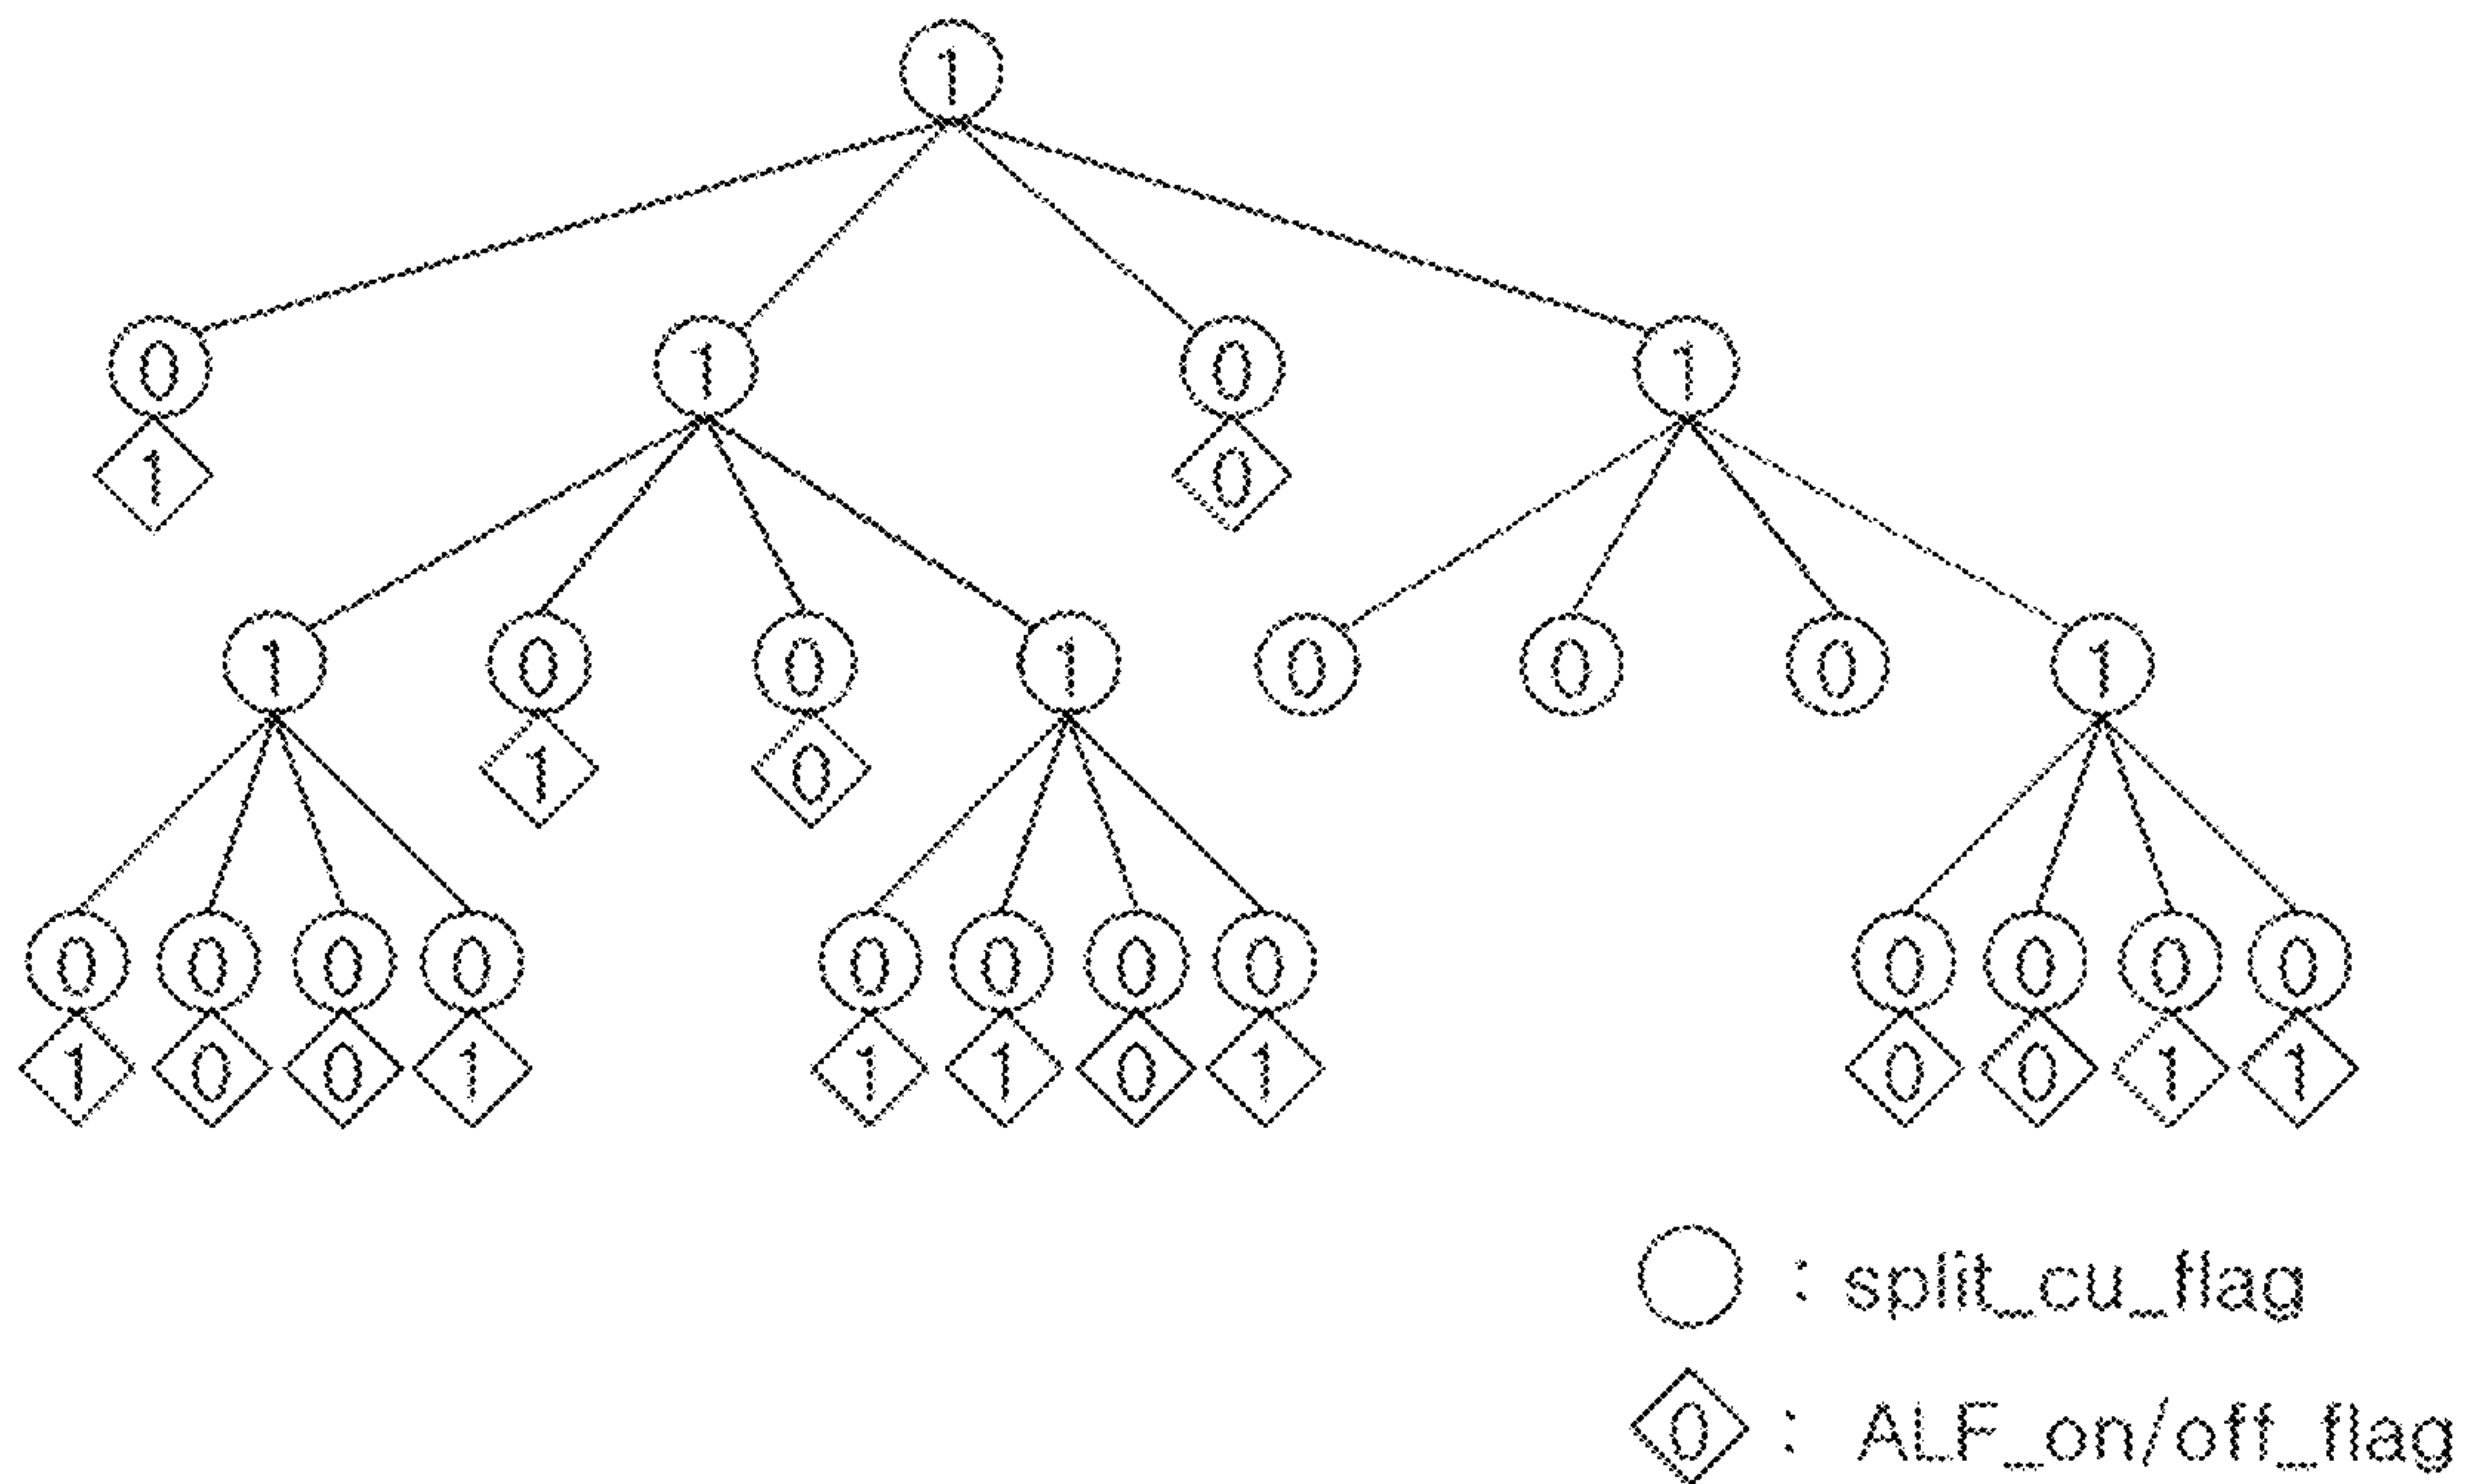 1
0 1 0 1
1 0
1 0 0 1 0 0 0 1
1 0
0 0 0 0 0 0 0 0 0 0 0 0
1 0 0 1 1 1 0 1 0 0 1 1
: split_cu_flag
0 : ALF_on/off_flag